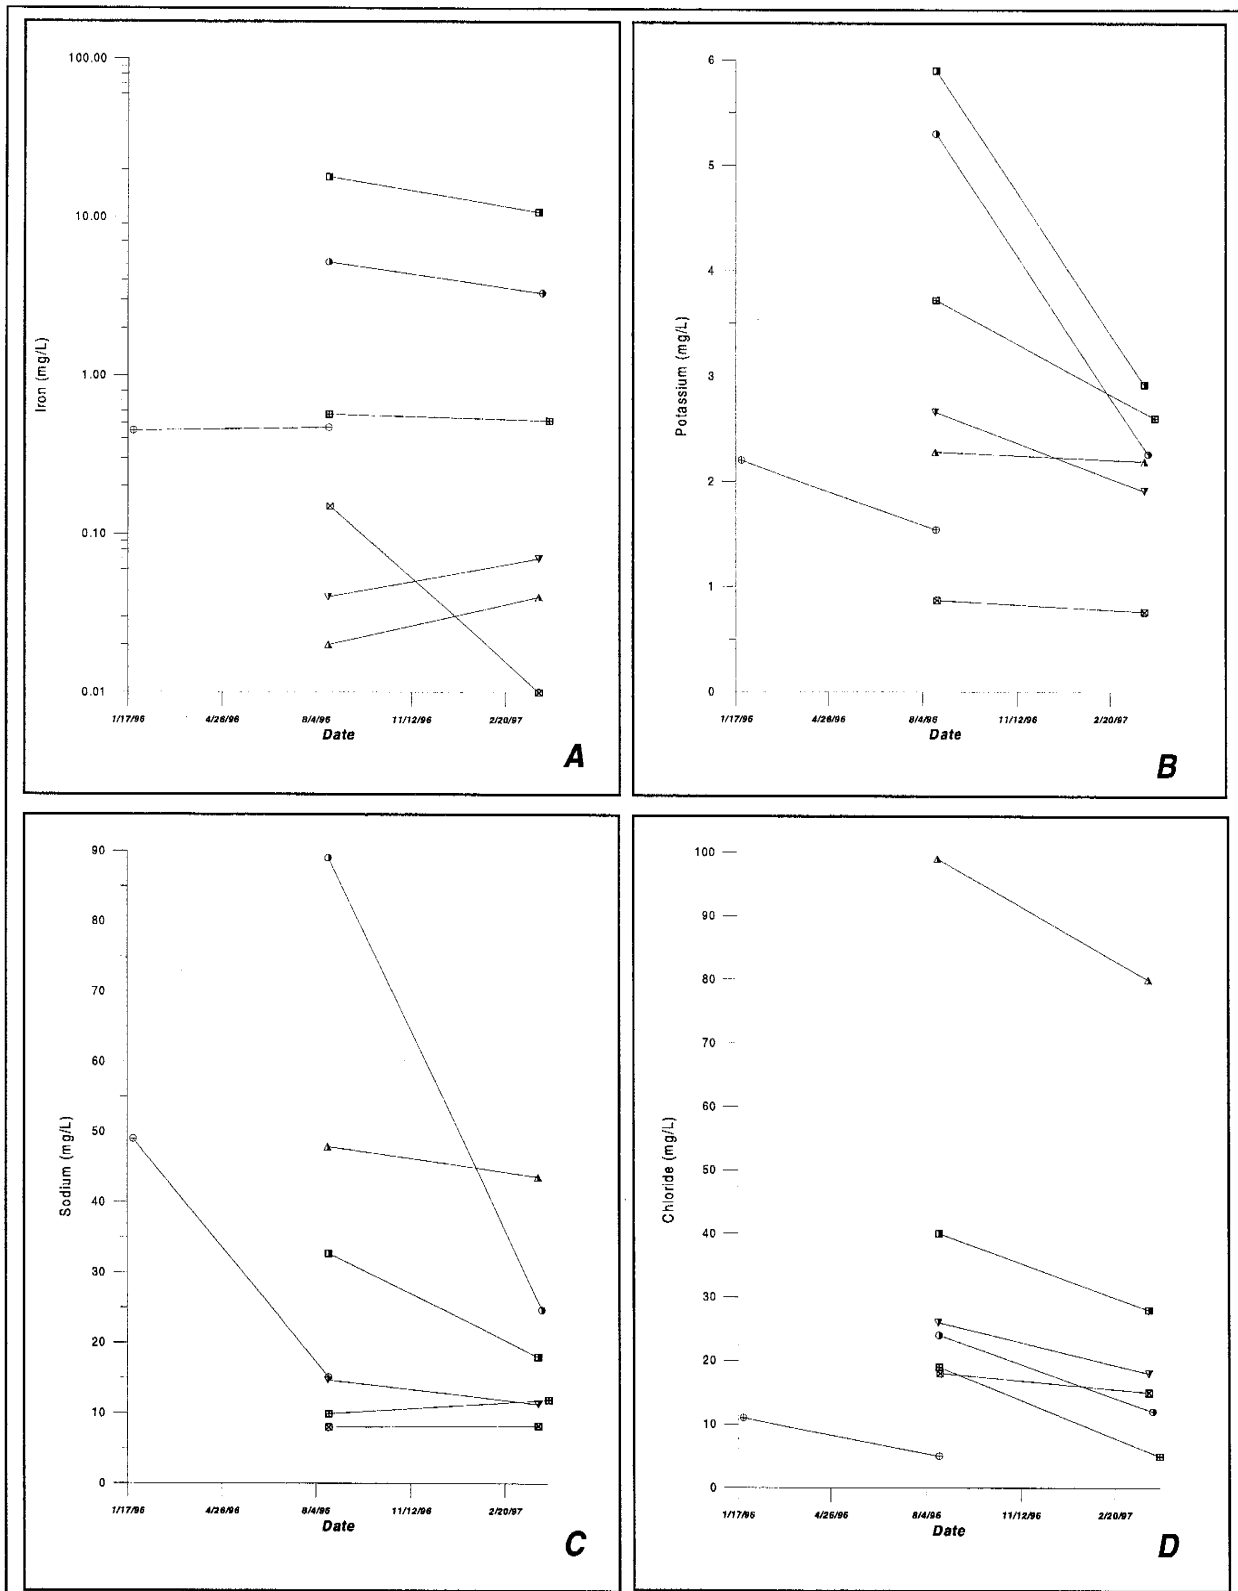 100.00
10.00
1.00
0.10
0.01
Iron (mg/L)
1/17/96 4/26/96 8/4/96 11/12/96 2/20/97
Date
A
6
5
4
3
2
1
0
Potassium (mg/L)
1/17/96 4/26/96 8/4/96 11/12/96 2/20/97
Date
B
90
80
70
60
50
40
30
20
10
0
Sodium (mg/L)
1/17/96 4/26/96 8/4/96 11/12/96 2/20/97
Date
C
100
90
80
70
60
50
40
30
20
10
0
Chloride (mg/L)
1/17/96 4/26/96 8/4/96 11/12/96 2/20/97
Date
D